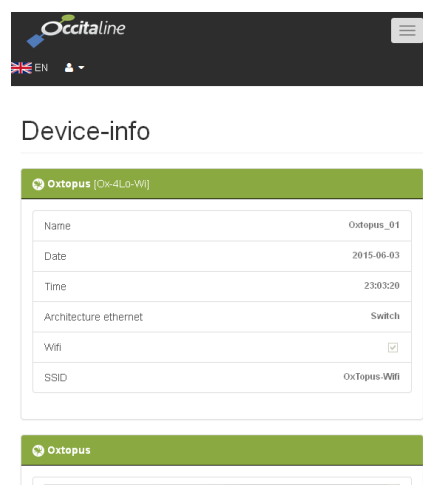 Occitaline
EN
Device-info
Oxtopus [Ox-4Lo-Wi]
Name Oxtopus_01
Date 2015-06-03
Time 23:03:20
Architecture ethernet Switch
Wifi
SSID OxTopus-Wifi
Oxtopus